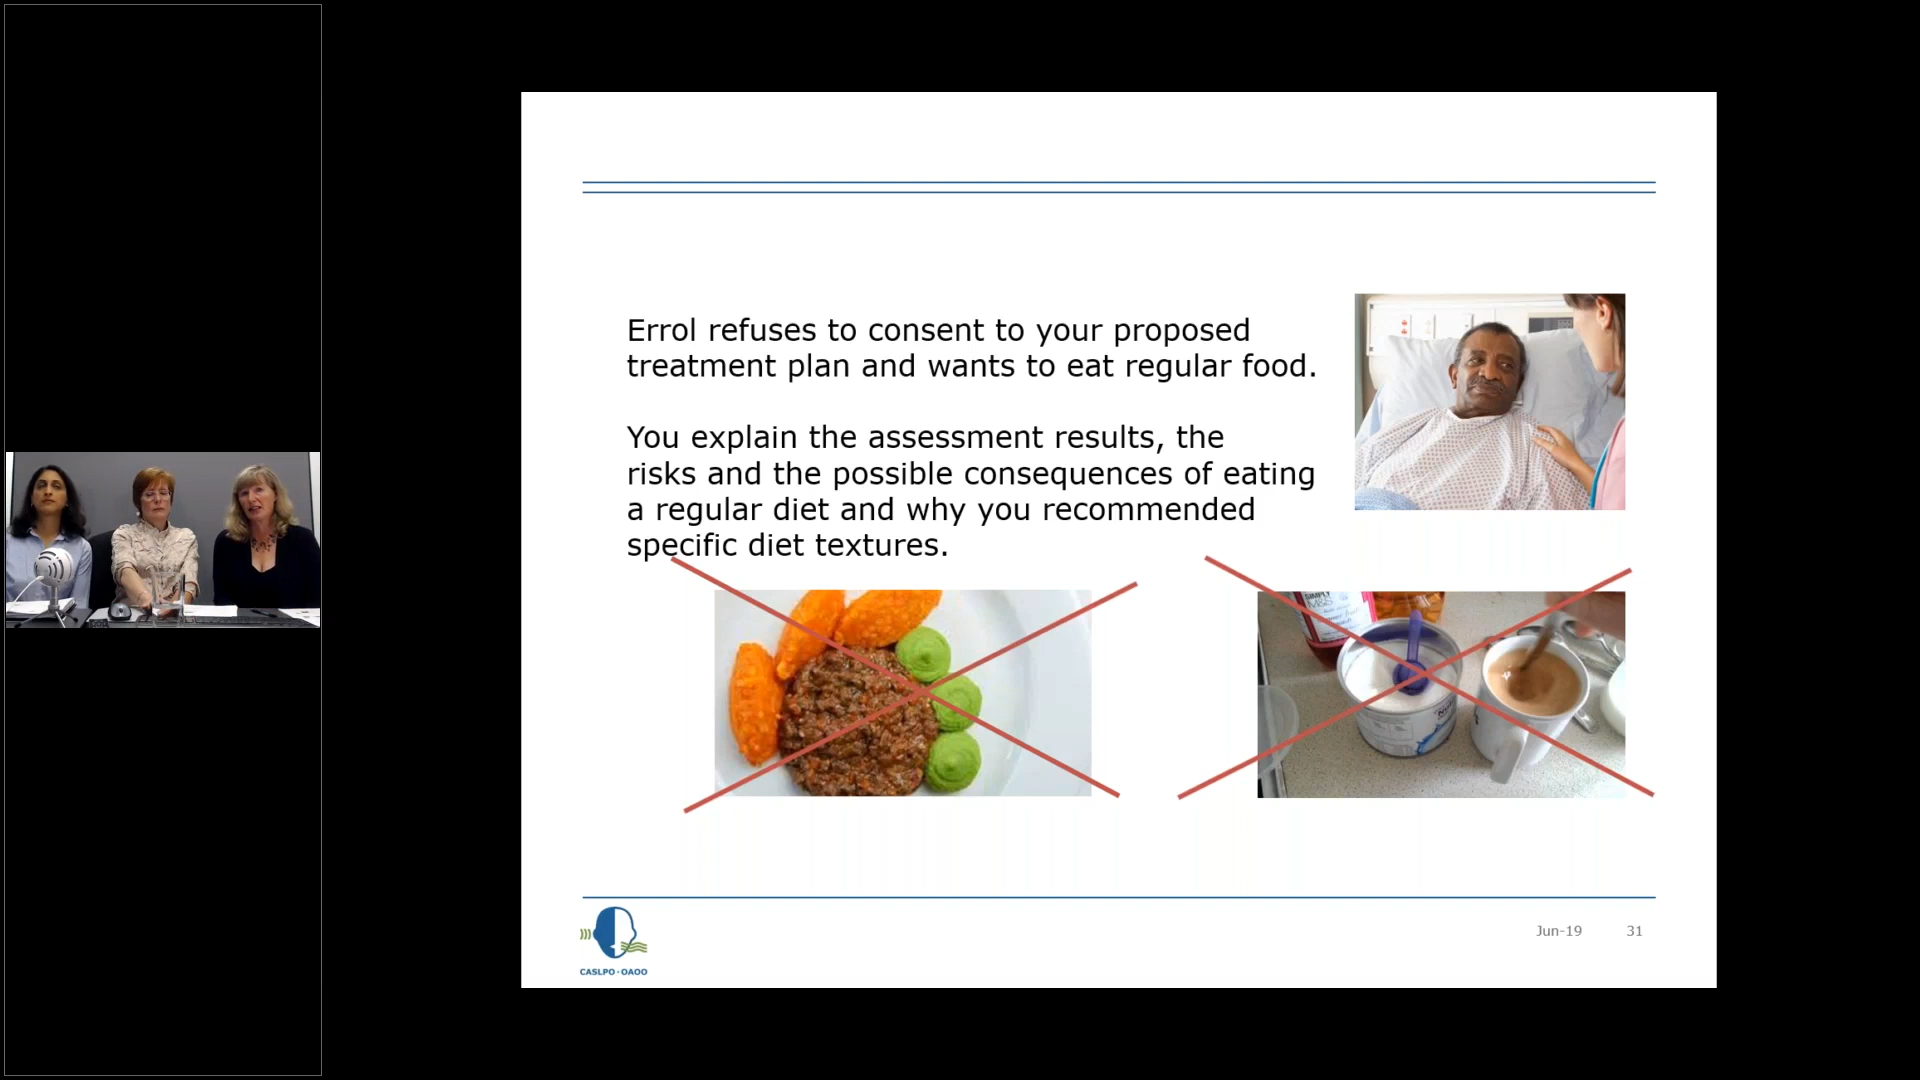 Errol refuses to consent to your proposed
treatment plan and wants to eat regular food.
You explain the assessment results, the
risks and the possible consequences of eating
a regular diet and why you recommended
specific diet textures.
SIMPLY
M&S
CASLPO·OAOO
Jun-19
31